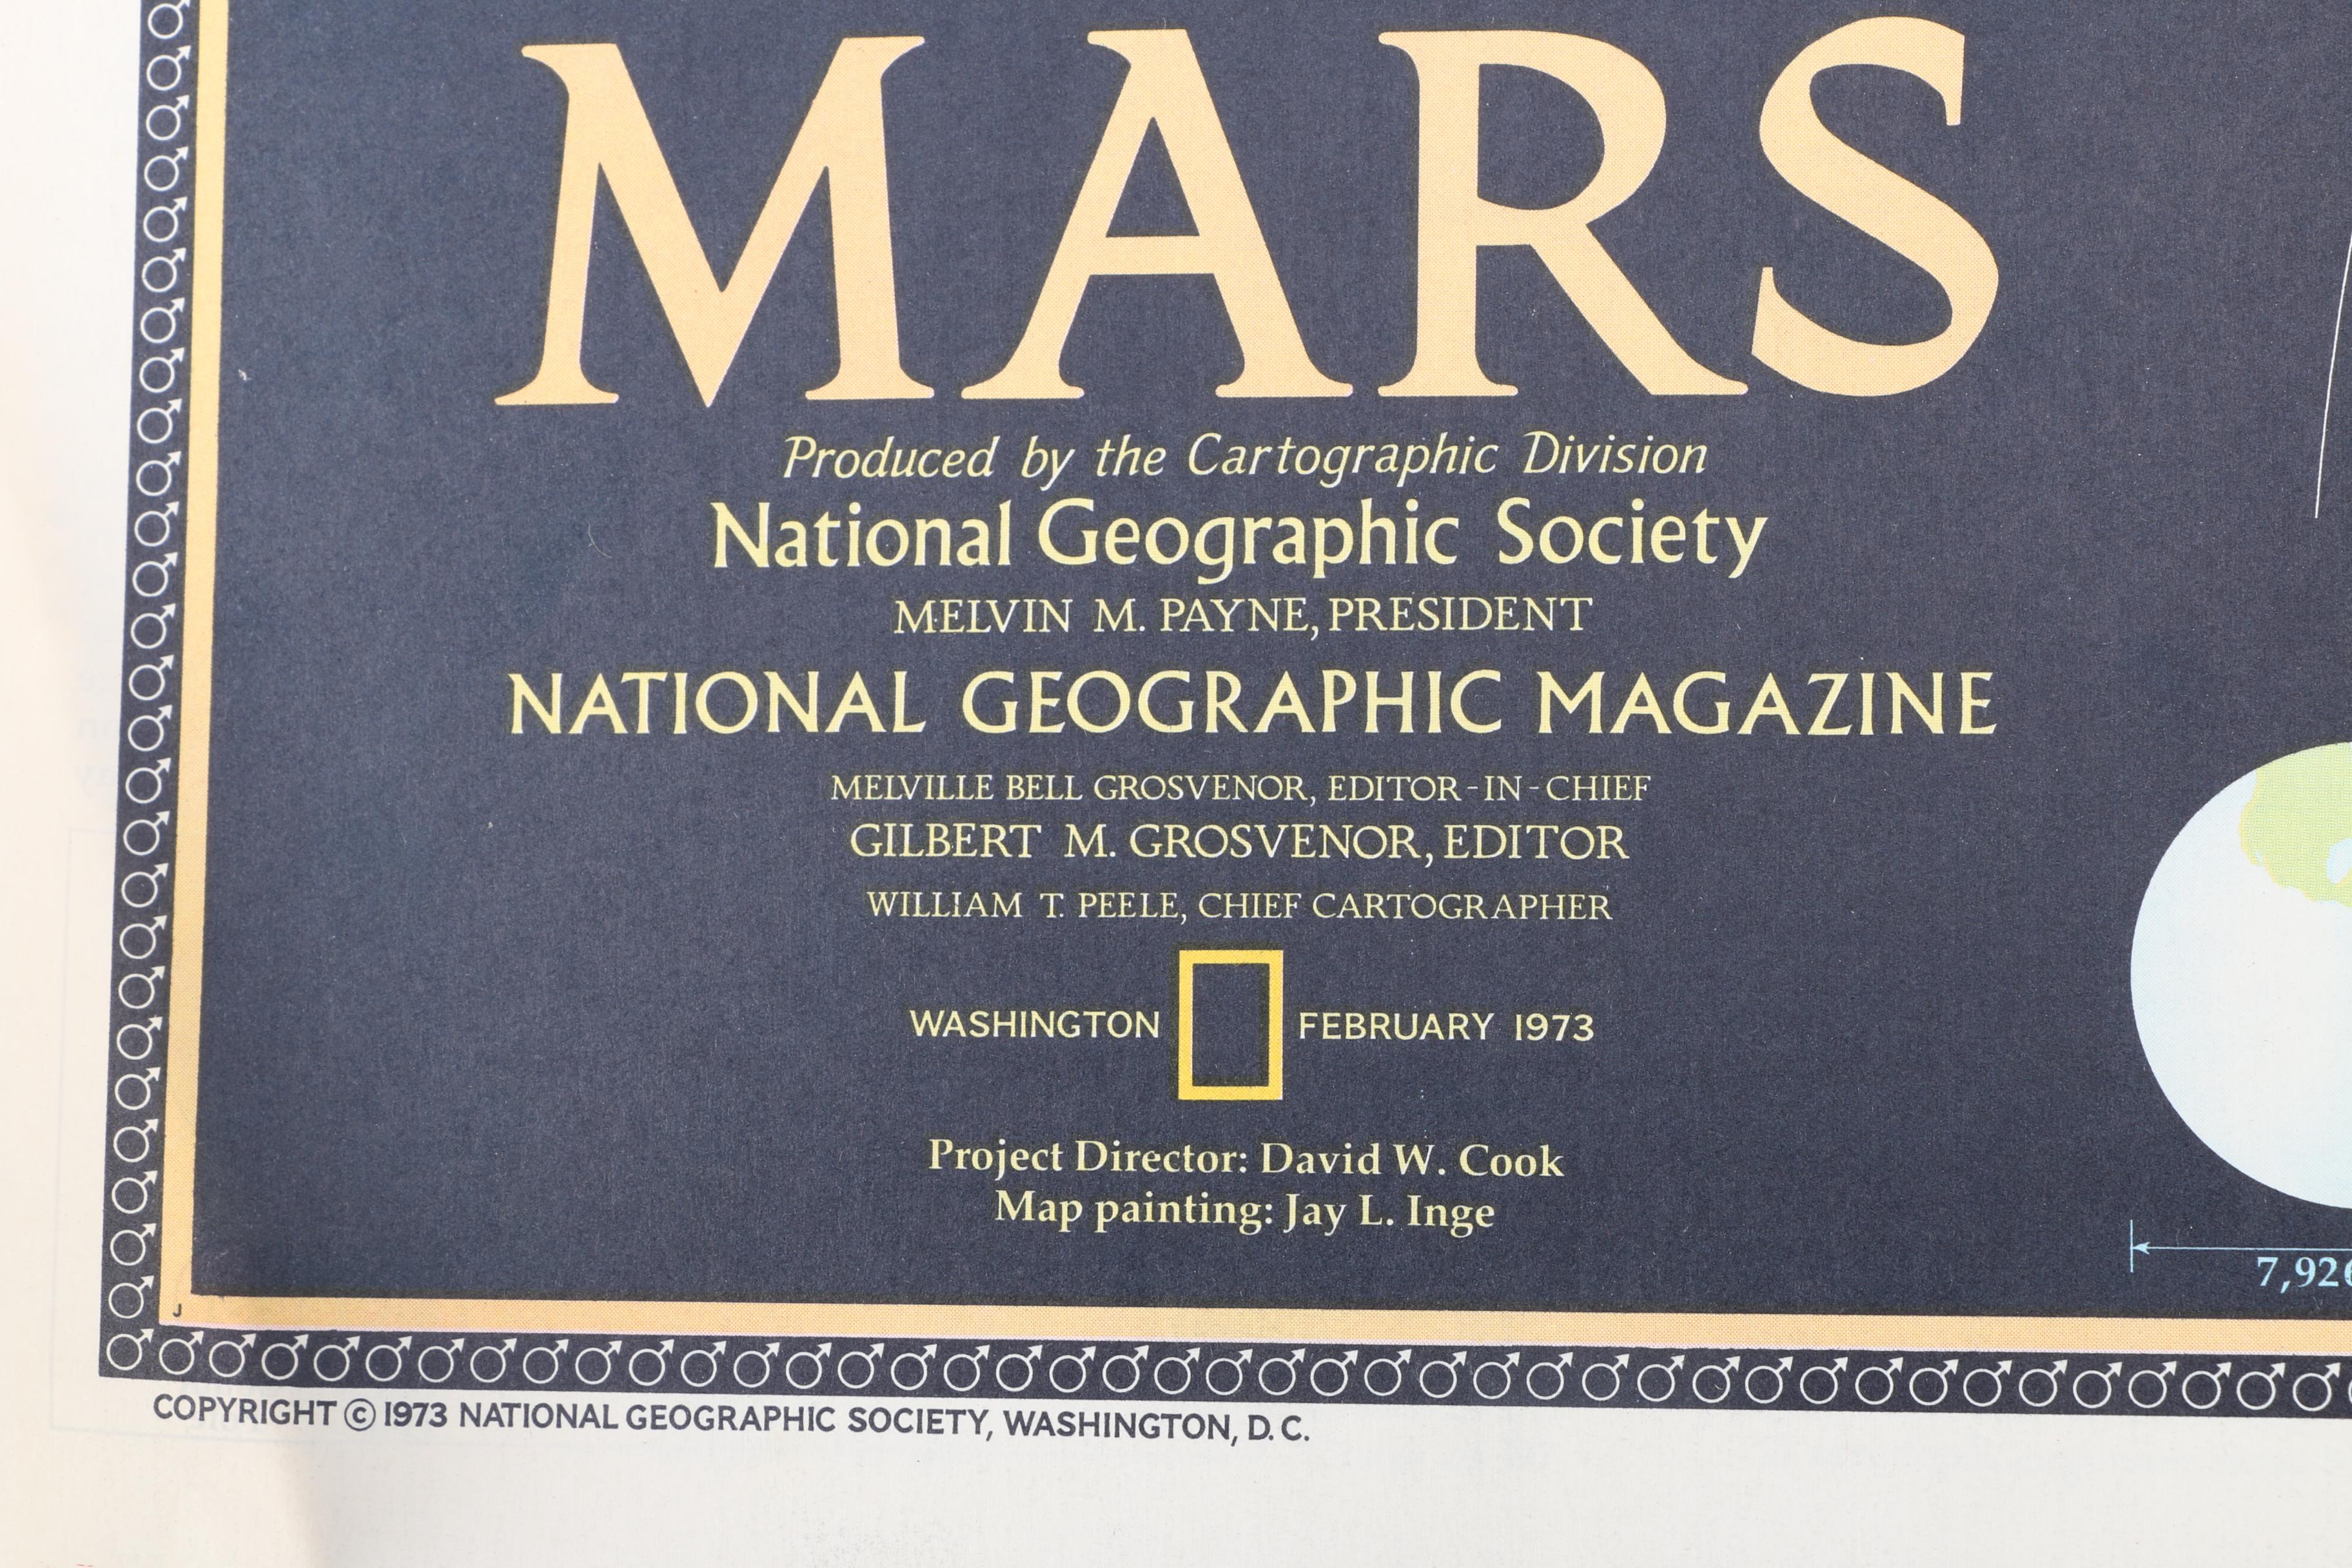 MARS
Produced by the Cartographic Division
National Geographic Society
MELVIN M. PAYNE, PRESIDENT
NATIONAL GEOGRAPHIC MAGAZINE
MELVILLE BELL GROSVENOR, EDITOR-IN-CHIEF
GILBERT M. GROSVENOR, EDITOR
WILLIAM T. PEELE, CHIEF CARTOGRAPHER
WASHINGTON FEBRUARY 1973
Project Director: David W. Cook
Map painting: Jay L. Inge
7,926
J
COPYRIGHT © 1973 NATIONAL GEOGRAPHIC SOCIETY, WASHINGTON, D.C.